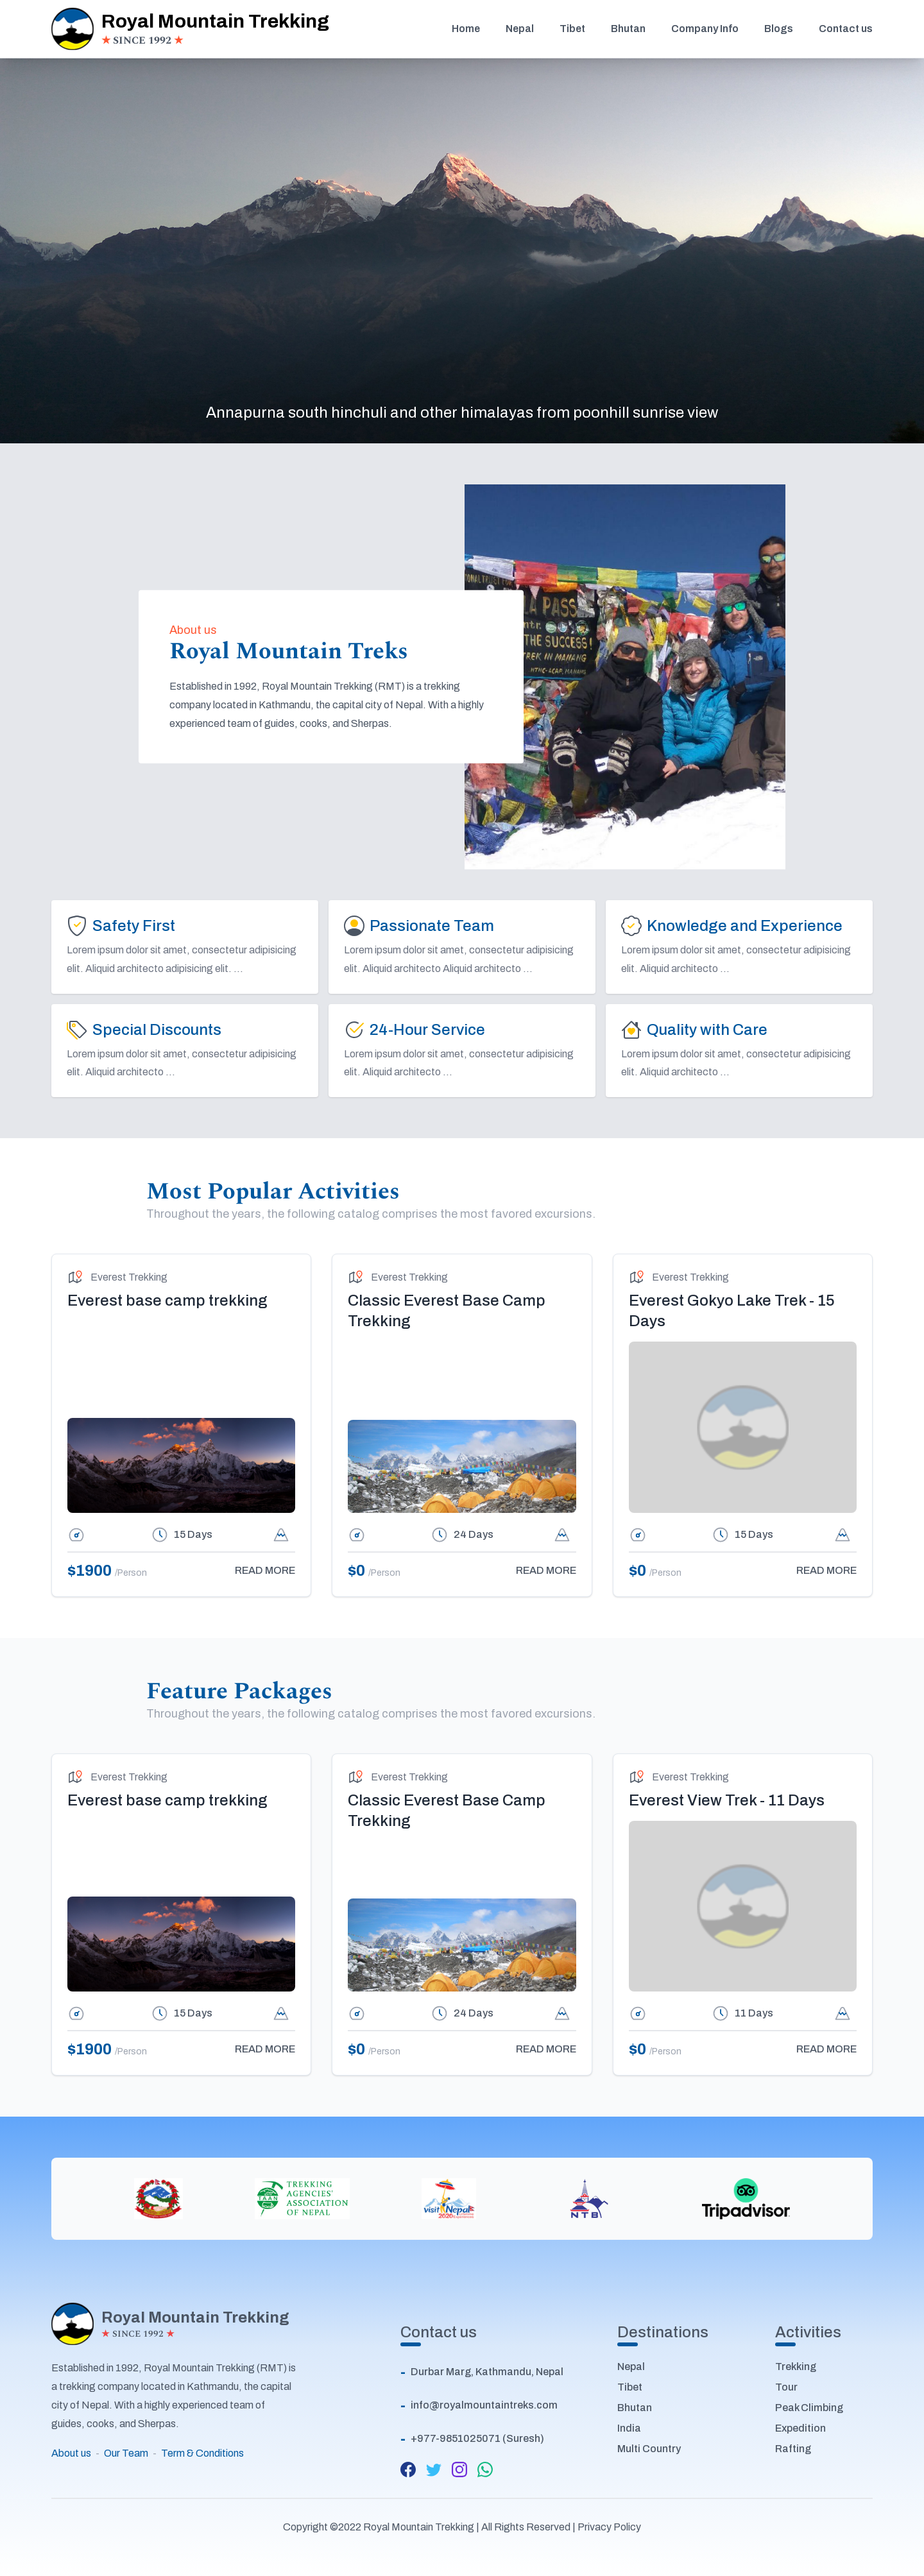 Royal Mountain Trekking
★ SINCE 1992 ★
Home Nepal Tibet Bhutan Company Info Blogs Contact us
Annapurna south hinchuli and other himalayas from poonhill sunrise view
A PASS
THE SUCCESS!
TREK IN MANANG
About us
Royal Mountain Treks
Established in 1992, Royal Mountain Trekking (RMT) is a trekking
company located in Kathmandu, the capital city of Nepal. With a highly
experienced team of guides, cooks, and Sherpas.
Safety First
Lorem ipsum dolor sit amet, consectetur adipisicing
elit. Aliquid architecto adipisicing elit. ...
Passionate Team
Lorem ipsum dolor sit amet, consectetur adipisicing
elit. Aliquid architecto Aliquid architecto ...
Knowledge and Experience
Lorem ipsum dolor sit amet, consectetur adipisicing
elit. Aliquid architecto ...
Special Discounts
Lorem ipsum dolor sit amet, consectetur adipisicing
elit. Aliquid architecto ...
24-Hour Service
Lorem ipsum dolor sit amet, consectetur adipisicing
elit. Aliquid architecto ...
Quality with Care
Lorem ipsum dolor sit amet, consectetur adipisicing
elit. Aliquid architecto ...
Most Popular Activities
Throughout the years, the following catalog comprises the most favored excursions.
Everest Trekking
Everest base camp trekking
15 Days
$1900 /Person READ MORE
Everest Trekking
Classic Everest Base Camp
Trekking
24 Days
$0 /Person READ MORE
Everest Trekking
Everest Gokyo Lake Trek - 15
Days
15 Days
$0 /Person READ MORE
Feature Packages
Throughout the years, the following catalog comprises the most favored excursions.
Everest Trekking
Everest base camp trekking
15 Days
$1900 /Person READ MORE
Everest Trekking
Classic Everest Base Camp
Trekking
24 Days
$0 /Person READ MORE
Everest Trekking
Everest View Trek - 11 Days
11 Days
$0 /Person READ MORE
TAAN
TREKKING
AGENCIES'
ASSOCIATION
OF NEPAL
visit Nepal
2020
NTB
Tripadvisor
Royal Mountain Trekking
★ SINCE 1992 ★
Established in 1992, Royal Mountain Trekking (RMT) is
a trekking company located in Kathmandu, the capital
city of Nepal. With a highly experienced team of
guides, cooks, and Sherpas.
About us - Our Team - Term & Conditions
Contact us
- Durbar Marg, Kathmandu, Nepal
- info@royalmountaintreks.com
- +977-9851025071 (Suresh)
Destinations
Nepal
Tibet
Bhutan
India
Multi Country
Activities
Trekking
Tour
Peak Climbing
Expedition
Rafting
Copyright ©2022 Royal Mountain Trekking | All Rights Reserved | Privacy Policy